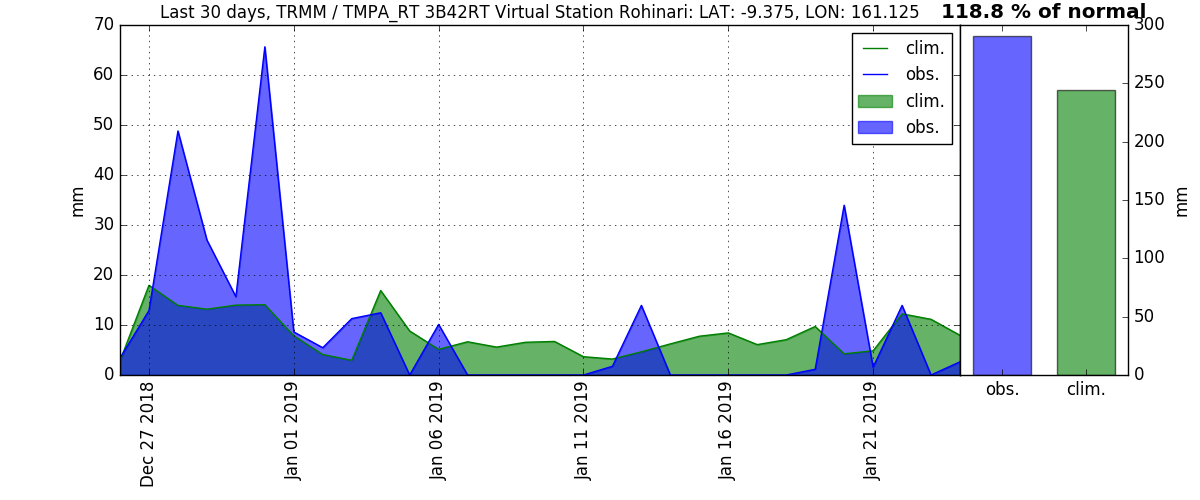 Last 30 days, TRMM / TMPA_RT 3B42RT Virtual Station Rohinari: LAT: -9.375, LON: 161.125
118.8 % of normal
70
60
50
40
30
20
10
0
mm
clim.
obs.
clim.
obs.
Dec 27 2018
Jan 01 2019
Jan 06 2019
Jan 11 2019
Jan 16 2019
Jan 21 2019
300
250
200
150
100
50
0
mm
obs.
clim.